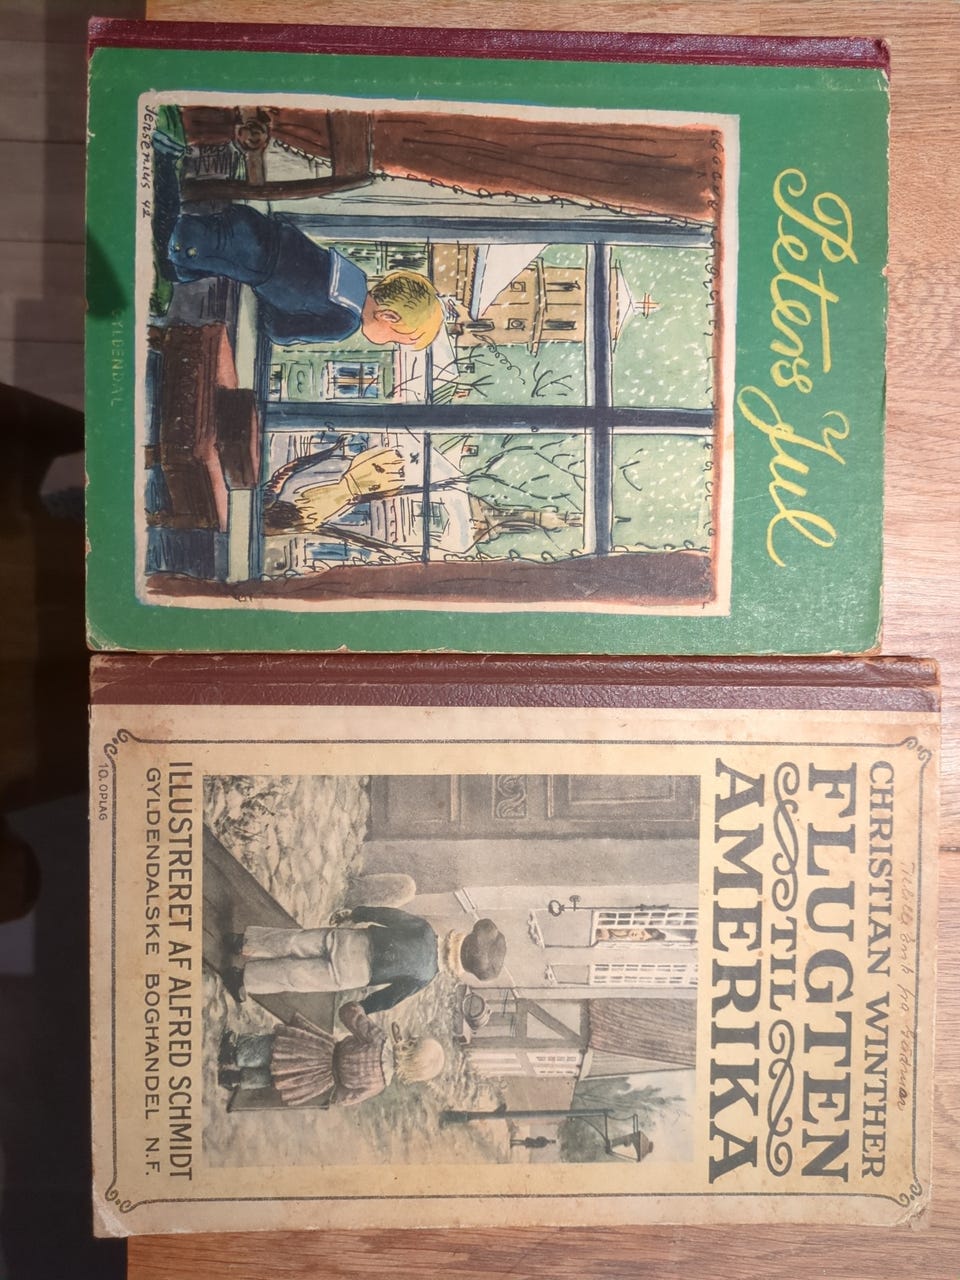 Peters Jul
Jensenius 42
GYLDENDAL
CHRISTIAN WINTHER
FLUGTEN
TIL
AMERIKA
ILLUSTRERET AF ALFRED SCHMIDT
GYLDENDALSKE BOGHANDEL N.F.
10. OPLAG